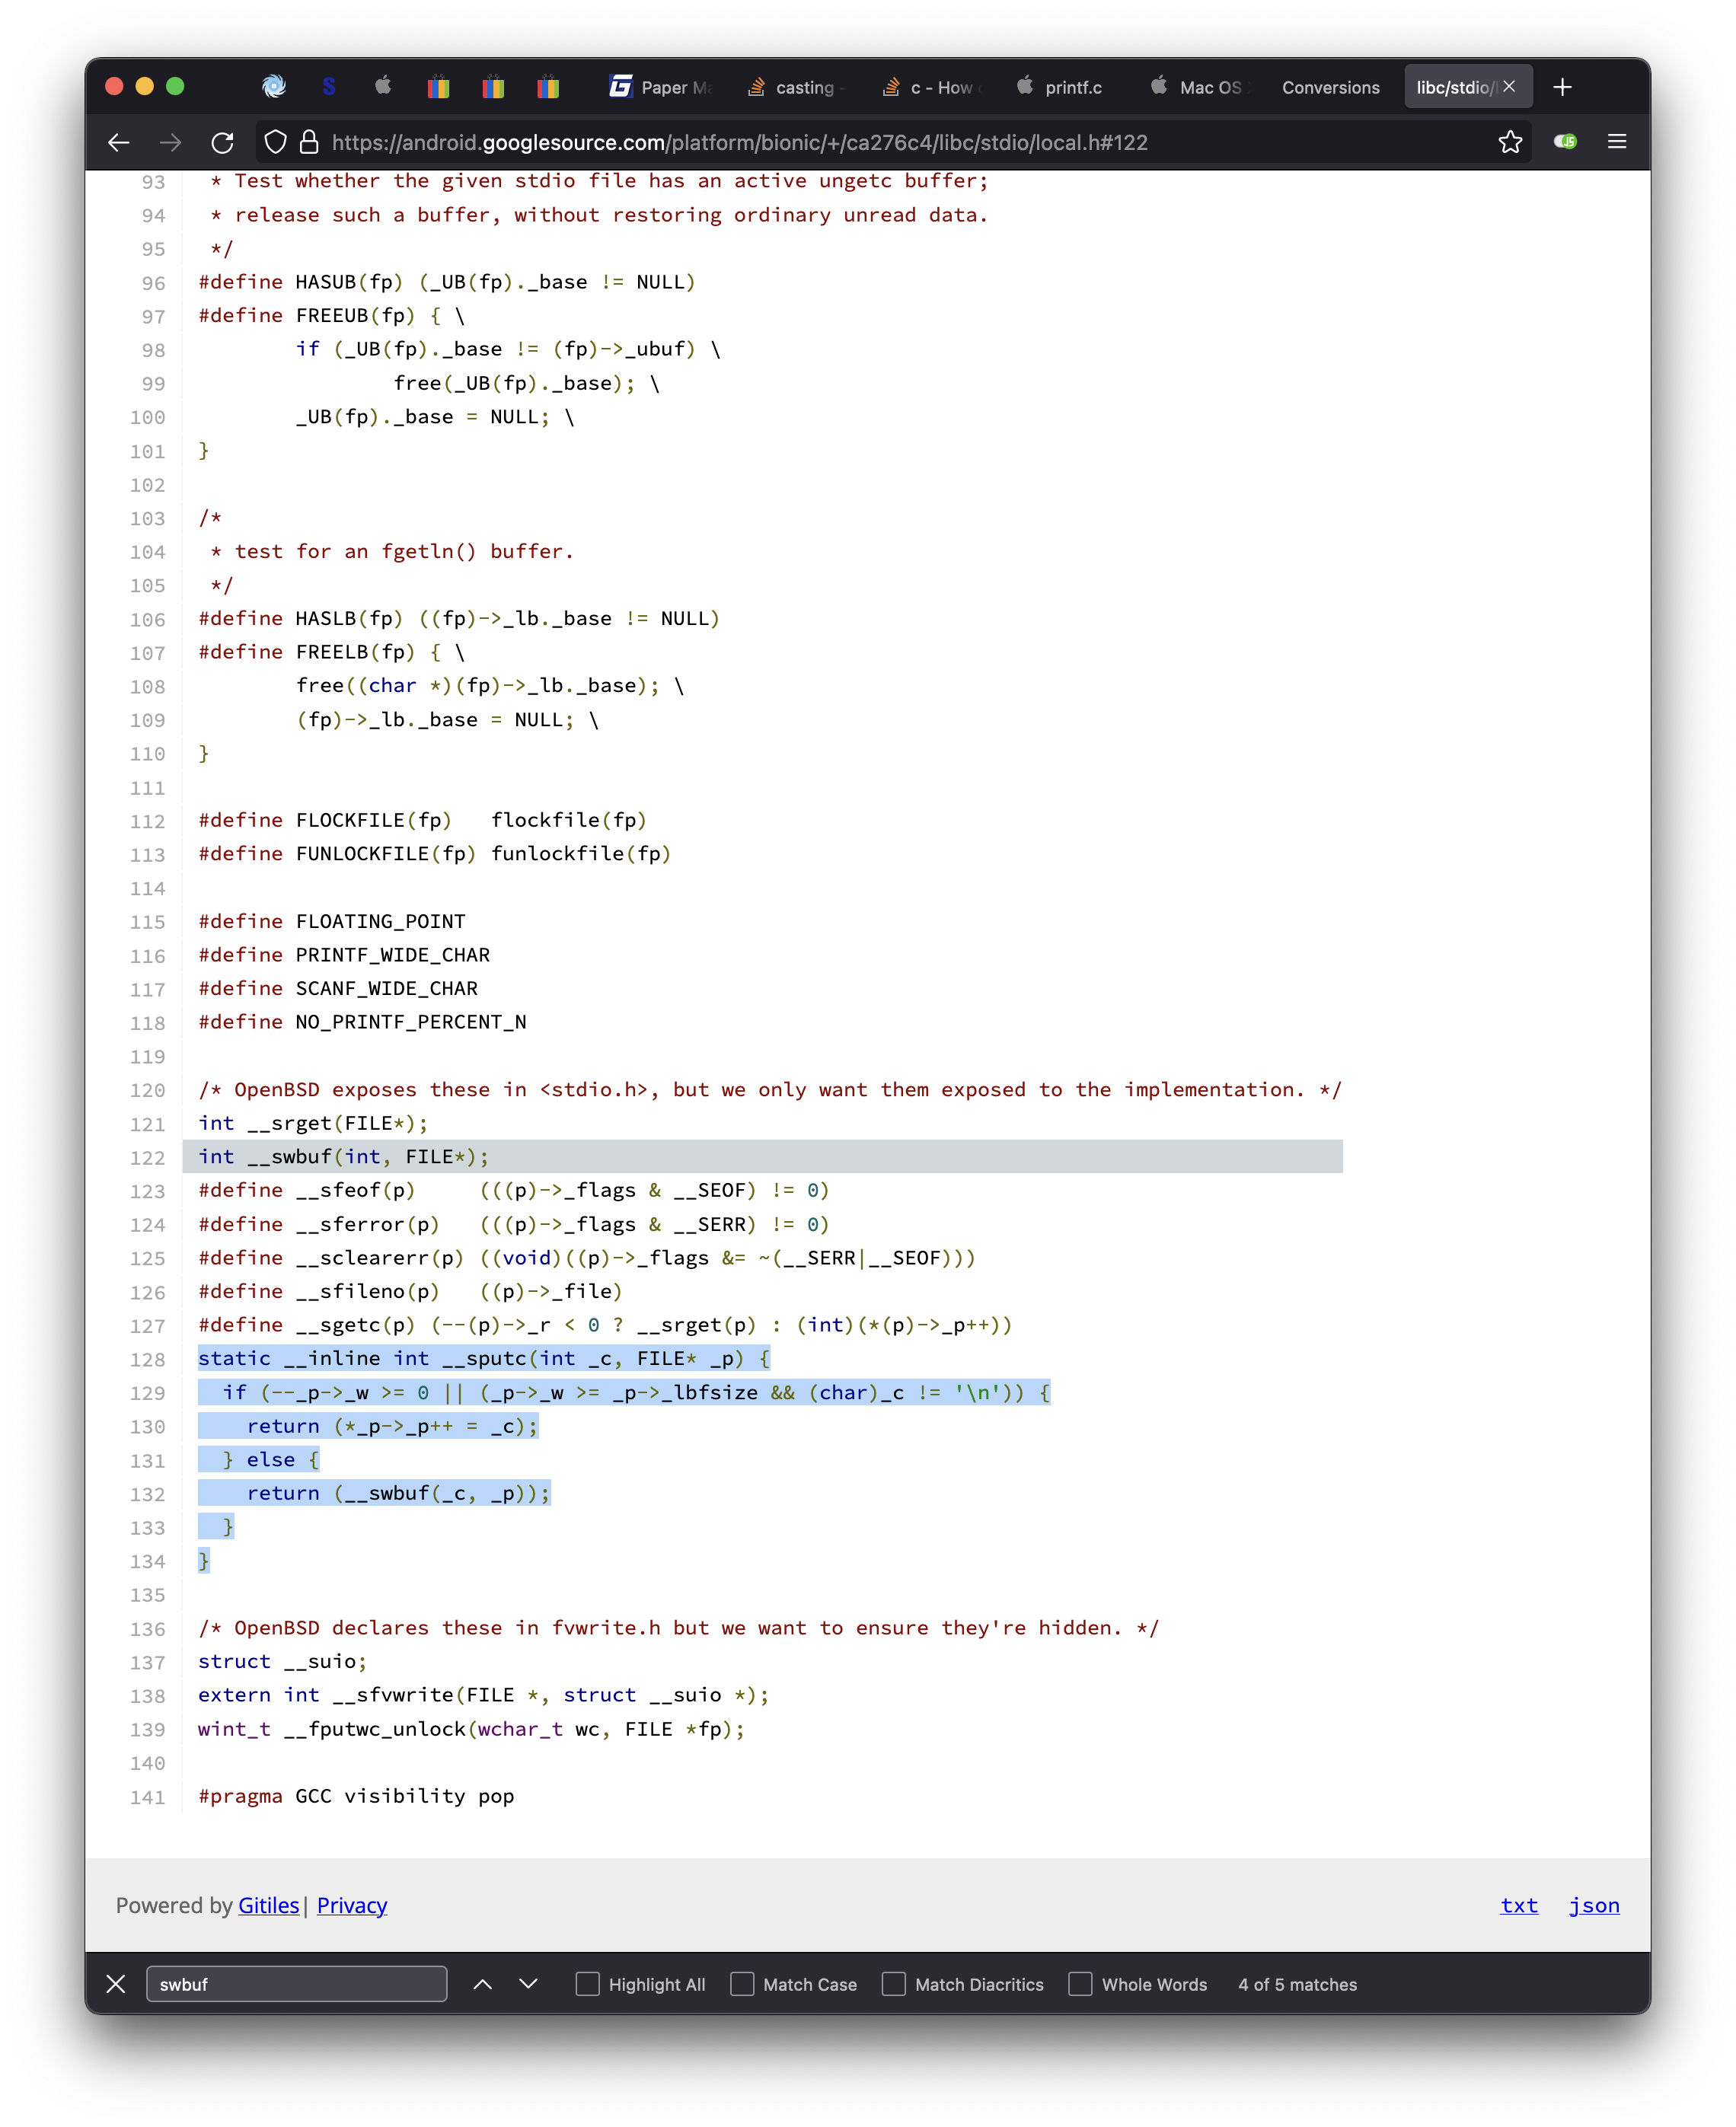 S
G Paper Ma
casting -
c - How
printf.c
Mac OS
Conversions
libc/stdio/
https://android.googlesource.com/platform/bionic/+/ca276c4/libc/stdio/local.h#122
JS
93  * Test whether the given stdio file has an active ungetc buffer;
94  * release such a buffer, without restoring ordinary unread data.
95  */
96 #define HASUB(fp) (_UB(fp)._base != NULL)
97 #define FREEUB(fp) { \
98         if (_UB(fp)._base != (fp)->_ubuf) \
99                 free(_UB(fp)._base); \
100         _UB(fp)._base = NULL; \
101 }
102
103 /*
104  * test for an fgetln() buffer.
105  */
106 #define HASLB(fp) ((fp)->_lb._base != NULL)
107 #define FREELB(fp) { \
108         free((char *)(fp)->_lb._base); \
109         (fp)->_lb._base = NULL; \
110 }
111
112 #define FLOCKFILE(fp)   flockfile(fp)
113 #define FUNLOCKFILE(fp) funlockfile(fp)
114
115 #define FLOATING_POINT
116 #define PRINTF_WIDE_CHAR
117 #define SCANF_WIDE_CHAR
118 #define NO_PRINTF_PERCENT_N
119
120 /* OpenBSD exposes these in <stdio.h>, but we only want them exposed to the implementation. */
121 int __srget(FILE*);
122 int __swbuf(int, FILE*);
123 #define __sfeof(p)     (((p)->_flags & __SEOF) != 0)
124 #define __sferror(p)   (((p)->_flags & __SERR) != 0)
125 #define __sclearerr(p) ((void)((p)->_flags &= ~(__SERR|__SEOF)))
126 #define __sfileno(p)   ((p)->_file)
127 #define __sgetc(p) (--(p)->_r < 0 ? __srget(p) : (int)(*(p)->_p++))
128 static __inline int __sputc(int _c, FILE* _p) {
129   if (--_p->_w >= 0 || (_p->_w >= _p->_lbfsize && (char)_c != '\n')) {
130     return (*_p->_p++ = _c);
131   } else {
132     return (__swbuf(_c, _p));
133   }
134 }
135
136 /* OpenBSD declares these in fvwrite.h but we want to ensure they're hidden. */
137 struct __suio;
138 extern int __sfvwrite(FILE *, struct __suio *);
139 wint_t __fputwc_unlock(wchar_t wc, FILE *fp);
140
141 #pragma GCC visibility pop
Powered by Gitiles| Privacy
txt json
swbuf
Highlight All
Match Case
Match Diacritics
Whole Words
4 of 5 matches